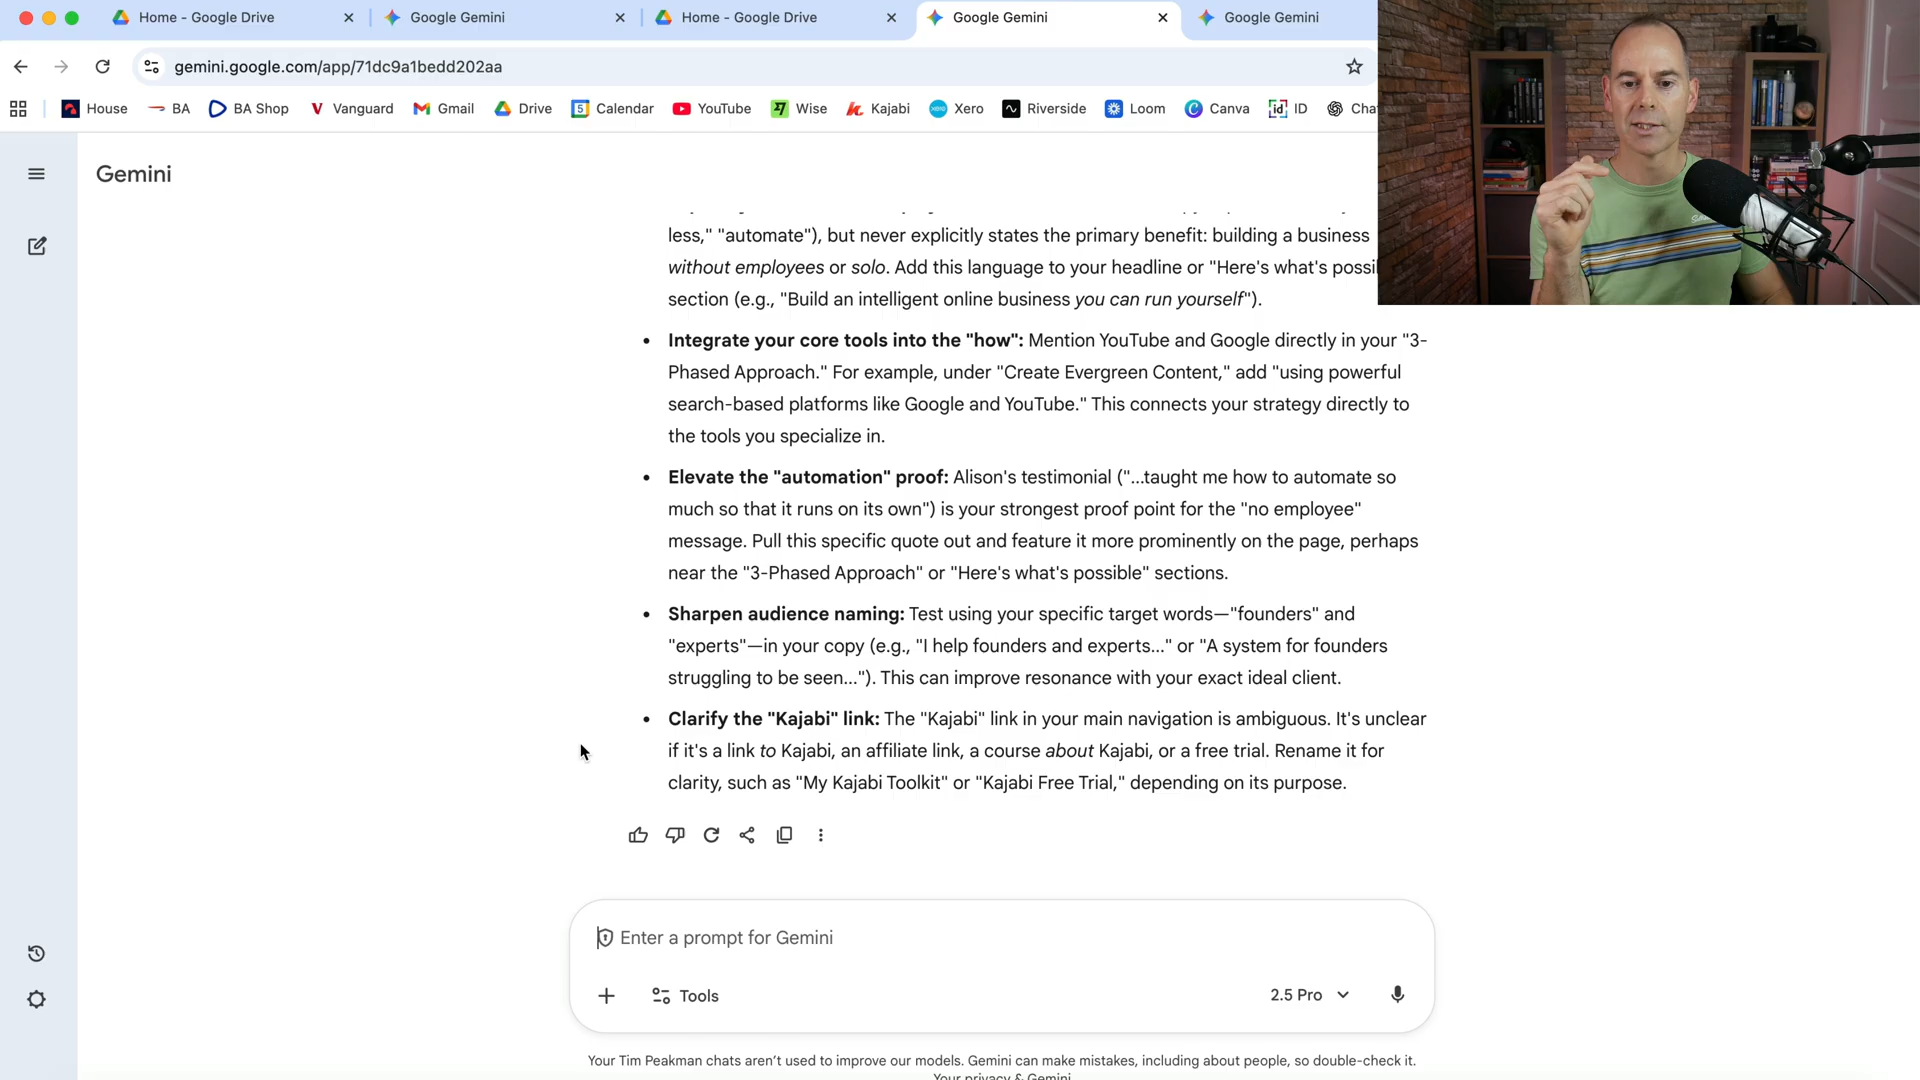 Home - Google Drive
Google Gemini
Home - Google Drive
Google Gemini
Google Gemini
gemini.google.com/app/71dc9a1bedd202aa
House
BA
BA Shop
Vanguard
Gmail
Drive
5
Calendar
YouTube
Wise
Kajabi
xero
Xero
Riverside
Loom
Canva
id
ID
Gemini
less," "automate"), but never explicitly states the primary benefit: building a business
without employees or solo. Add this language to your headline or "Here's what's
section (e.g., "Build an intelligent online business you can run yourself").
• Integrate your core tools into the "how": Mention YouTube and Google directly in your "3-
Phased Approach." For example, under "Create Evergreen Content," add "using powerful
search-based platforms like Google and YouTube." This connects your strategy directly to
the tools you specialize in.
• Elevate the "automation" proof: Alison's testimonial ("...taught me how to automate so
much so that it runs on its own") is your strongest proof point for the "no employee"
message. Pull this specific quote out and feature it more prominently on the page, perhaps
near the "3-Phased Approach" or "Here's what's possible" sections.
• Sharpen audience naming: Test using your specific target words—"founders" and
"experts"—in your copy (e.g., "I help founders and experts..." or "A system for founders
struggling to be seen..."). This can improve resonance with your exact ideal client.
• Clarify the "Kajabi" link: The "Kajabi" link in your main navigation is ambiguous. It's unclear
if it's a link to Kajabi, an affiliate link, a course about Kajabi, or a free trial. Rename it for
clarity, such as "My Kajabi Toolkit" or "Kajabi Free Trial," depending on its purpose.
Enter a prompt for Gemini
Tools
2.5 Pro
Your Tim Peakman chats aren't used to improve our models. Gemini can make mistakes, including about people, so double-check it.
Your privacy & Gemini